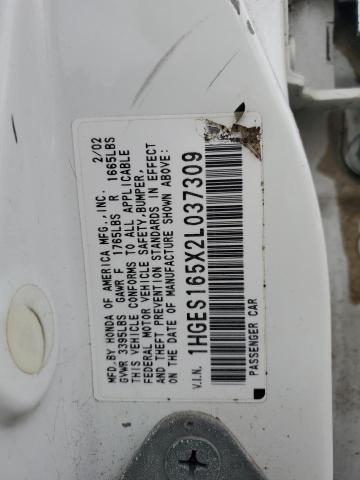 MFD.BY HONDA OF AMERICA MFG.,INC. 2/02
GVWR 3395LBS GAWR F 1765LBS R 1665LBS
THIS VEHICLE CONFORMS TO ALL APPLICABLE
FEDERAL MOTOR VEHICLE SAFETY,BUMPER,
AND THEFT PREVENTION STANDARDS IN EFFECT
ON THE DATE OF MANUFACTURE SHOWN ABOVE:
1HGES165X2L037309
V.I.N.
PASSENGER CAR